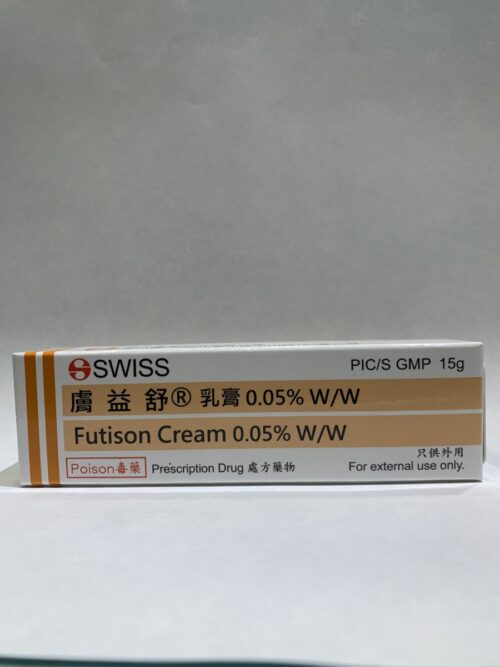 SWISS
PIC/S GMP 15g
膚益舒® 乳膏 0.05% W/W
Futison Cream 0.05% W/W
只供外用
Poison毒藥 Prescription Drug 處方藥物
For external use only.